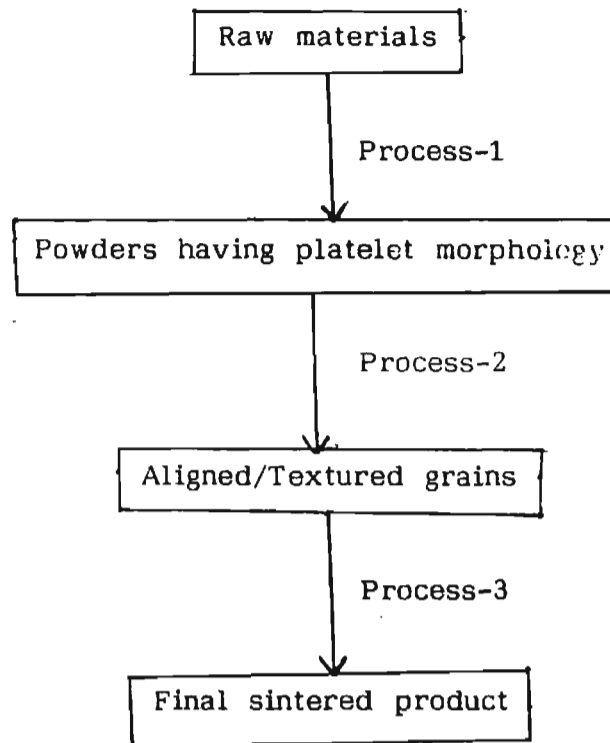 Raw materials
Process-1
Powders having platelet morphology
Process-2
Aligned/Textured grains
Process-3
Final sintered product